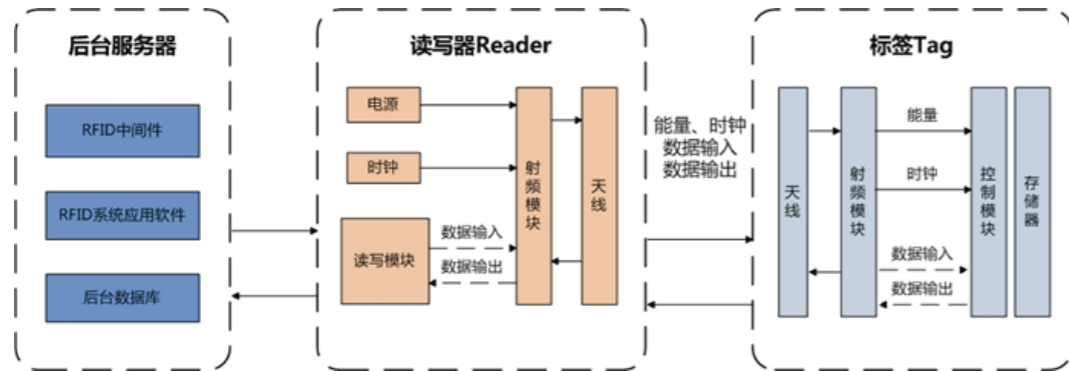 后台服务器
RFID中间件
RFID系统应用软件
后台数据库
读写器Reader
电源
时钟
读写模块
数据输入
数据输出
射频模块
天线
能量、时钟
数据输入
数据输出
标签Tag
天线
射频模块
能量
时钟
数据输入
数据输出
控制模块
存储器